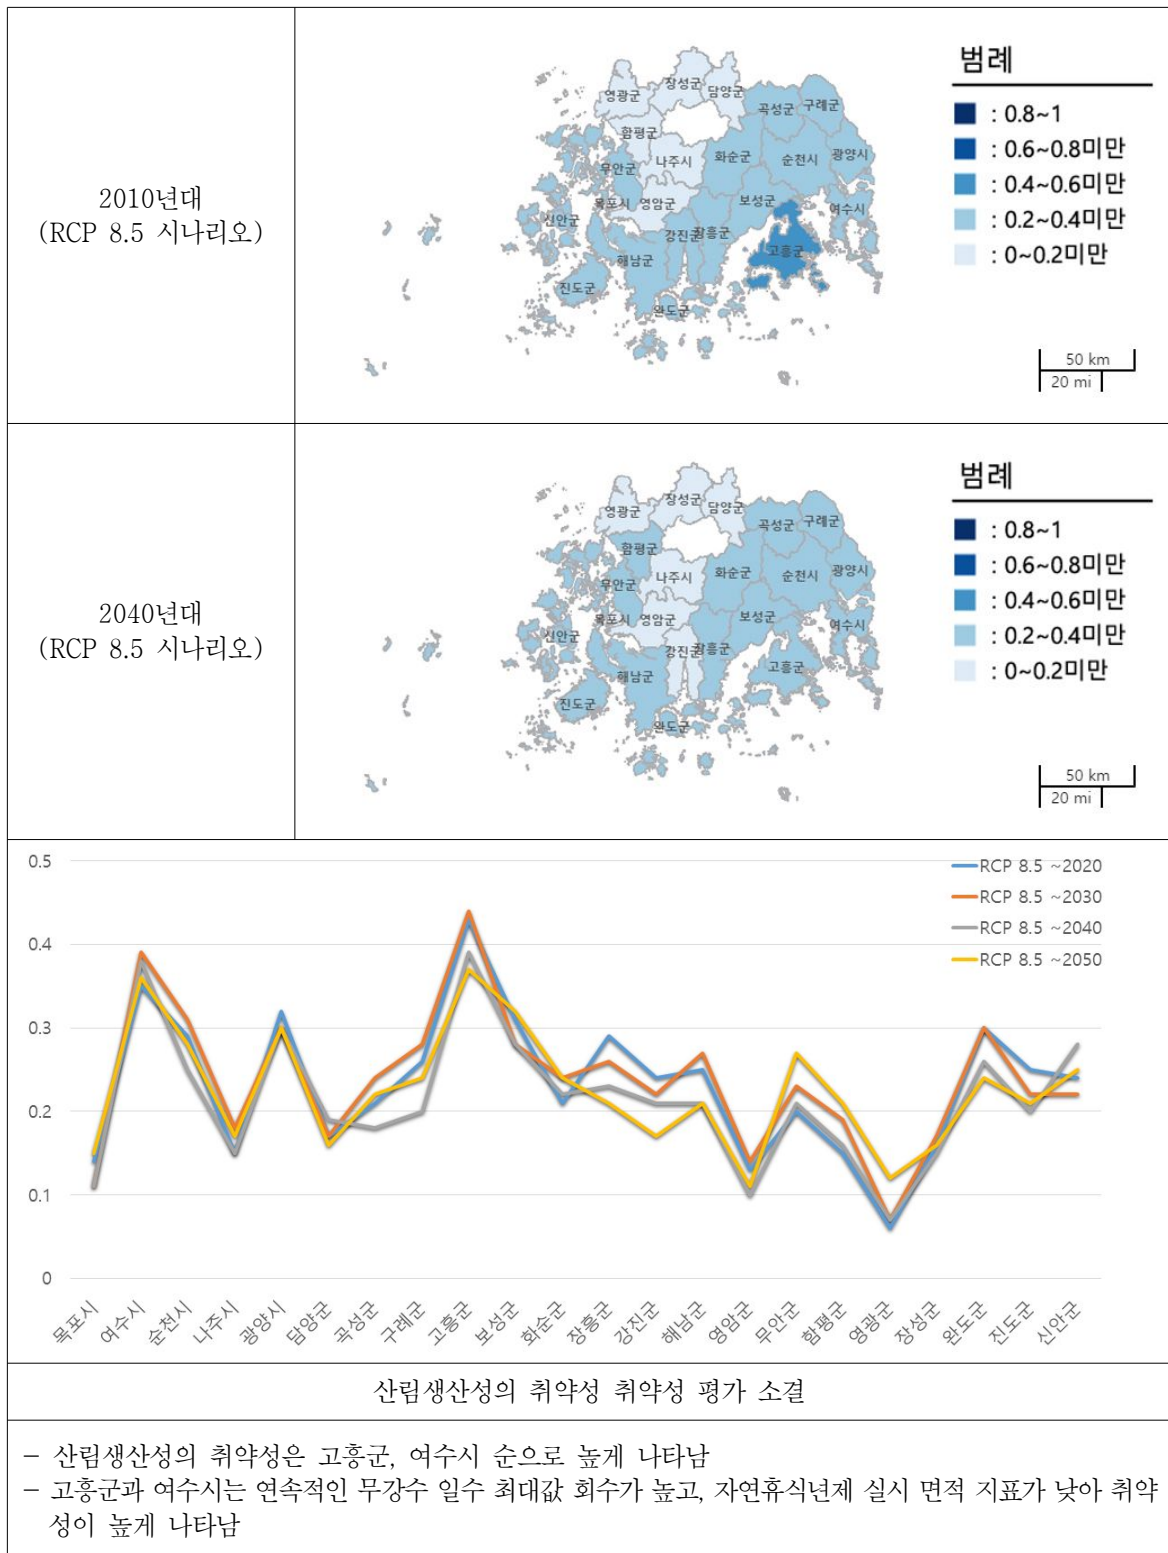 2010년대
(RCP 8.5 시나리오)
영광군
장성군
담양군
함평군
곡성군
구례군
나주시
화순군
순천시
광양시
무안군
목포시
영암군
보성군
여수시
신안군
강진군
장흥군
고흥군
해남군
진도군
완도군
범례
: 0.8~1
: 0.6~0.8미만
: 0.4~0.6미만
: 0.2~0.4미만
: 0~0.2미만
50 km
20 mi
2040년대
(RCP 8.5 시나리오)
영광군
장성군
담양군
함평군
곡성군
구례군
나주시
화순군
순천시
광양시
무안군
목포시
영암군
보성군
여수시
신안군
강진군
장흥군
고흥군
해남군
진도군
완도군
범례
: 0.8~1
: 0.6~0.8미만
: 0.4~0.6미만
: 0.2~0.4미만
: 0~0.2미만
50 km
20 mi
0.5
0.4
0.3
0.2
0.1
0
RCP 8.5 ~2020
RCP 8.5 ~2030
RCP 8.5 ~2040
RCP 8.5 ~2050
목포시
여수시
순천시
나주시
광양시
담양군
곡성군
구례군
고흥군
보성군
화순군
장흥군
강진군
해남군
영암군
무안군
함평군
영광군
장성군
완도군
진도군
신안군
산림생산성의 취약성 취약성 평가 소결
- 산림생산성의 취약성은 고흥군, 여수시 순으로 높게 나타남
- 고흥군과 여수시는 연속적인 무강수 일수 최대값 회수가 높고, 자연휴식년제 실시 면적 지표가 낮아 취약
성이 높게 나타남